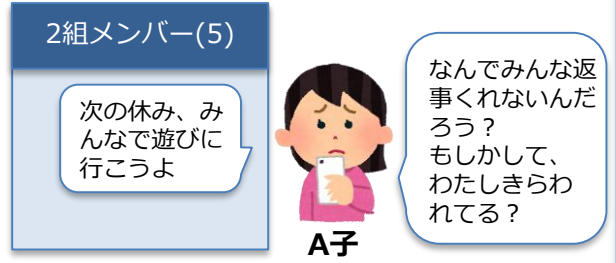 2組メンバー(5)
次の休み、み
んなで遊びに
行こうよ
なんでみんな返
事くれないんだ
ろう？
もしかして、
わたしきらわ
れてる？
A子